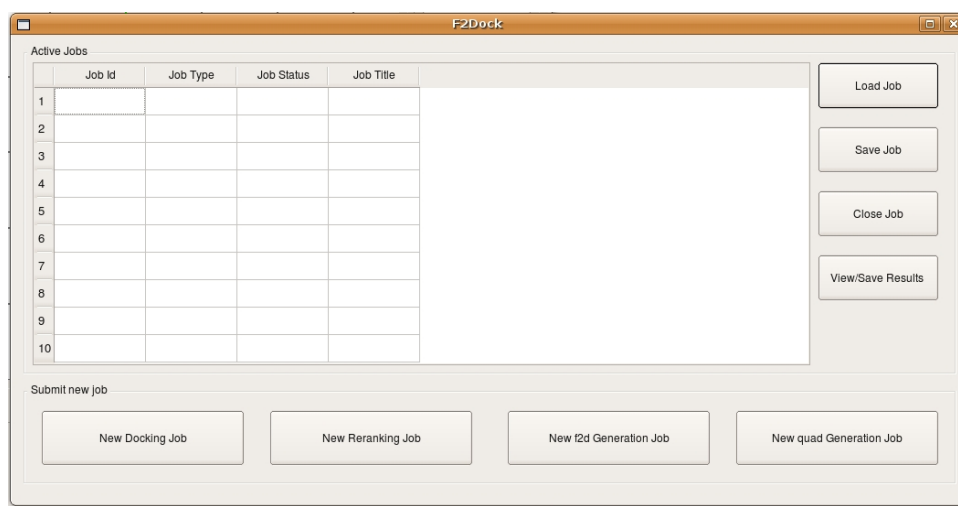 F2Dock
Active Jobs
Job Id Job Type Job Status Job Title
1
2
3
4
5
6
7
8
9
10
Load Job
Save Job
Close Job
View/Save Results
Submit new job
New Docking Job New Reranking Job New f2d Generation Job New quad Generation Job